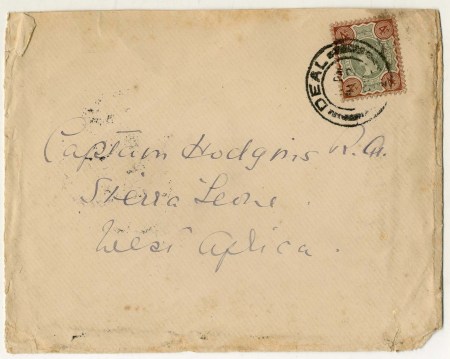 DEAL
Captain Hodgins R.A.
Sierra Leone.
West Africa.